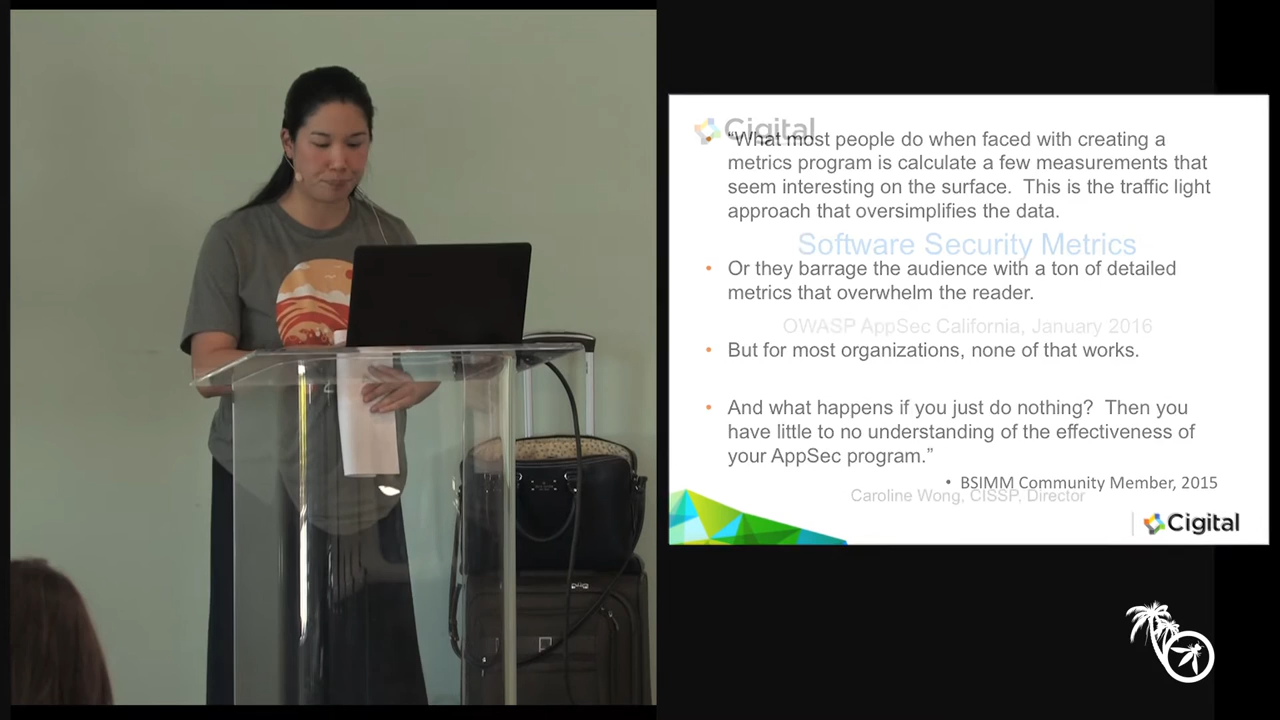 Cigital
• “What most people do when faced with creating a
metrics program is calculate a few measurements that
seem interesting on the surface.  This is the traffic light
approach that oversimplifies the data.
Software Security Metrics
• Or they barrage the audience with a ton of detailed
metrics that overwhelm the reader.
OWASP AppSec California, January 2016
• But for most organizations, none of that works.
• And what happens if you just do nothing?  Then you
have little to no understanding of the effectiveness of
your AppSec program.”
• BSIMM Community Member, 2015
Caroline Wong, CISSP, Director
Cigital